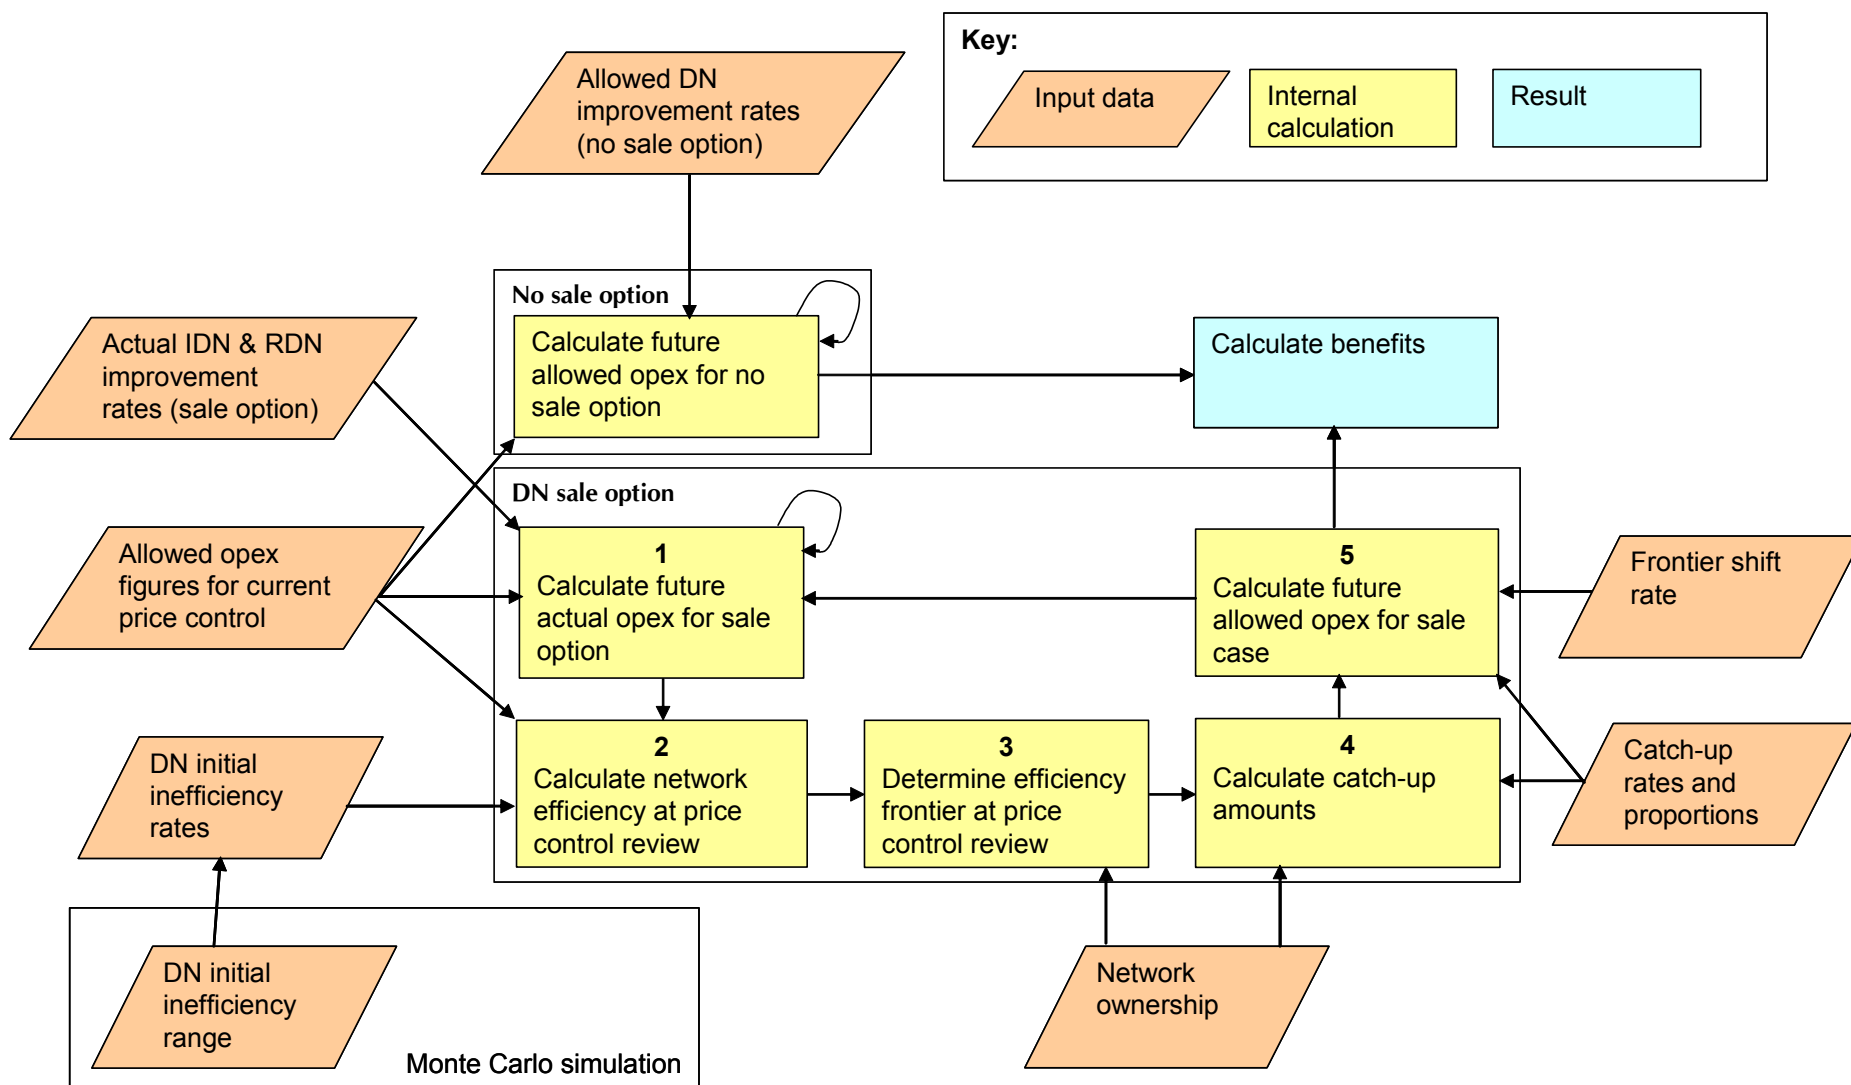 Key:
Input data
Internal
calculation
Result
Allowed DN
improvement rates
(no sale option)
No sale option
Calculate future
allowed opex for no
sale option
Calculate benefits
Actual IDN & RDN
improvement
rates (sale option)
DN sale option
Allowed opex
figures for current
price control
1
Calculate future
actual opex for sale
option
5
Calculate future
allowed opex for sale
case
Frontier shift
rate
DN initial
inefficiency
rates
2
Calculate network
efficiency at price
control review
3
Determine efficiency
frontier at price
control review
4
Calculate catch-up
amounts
Catch-up
rates and
proportions
DN initial
inefficiency
range
Monte Carlo simulation
Network
ownership